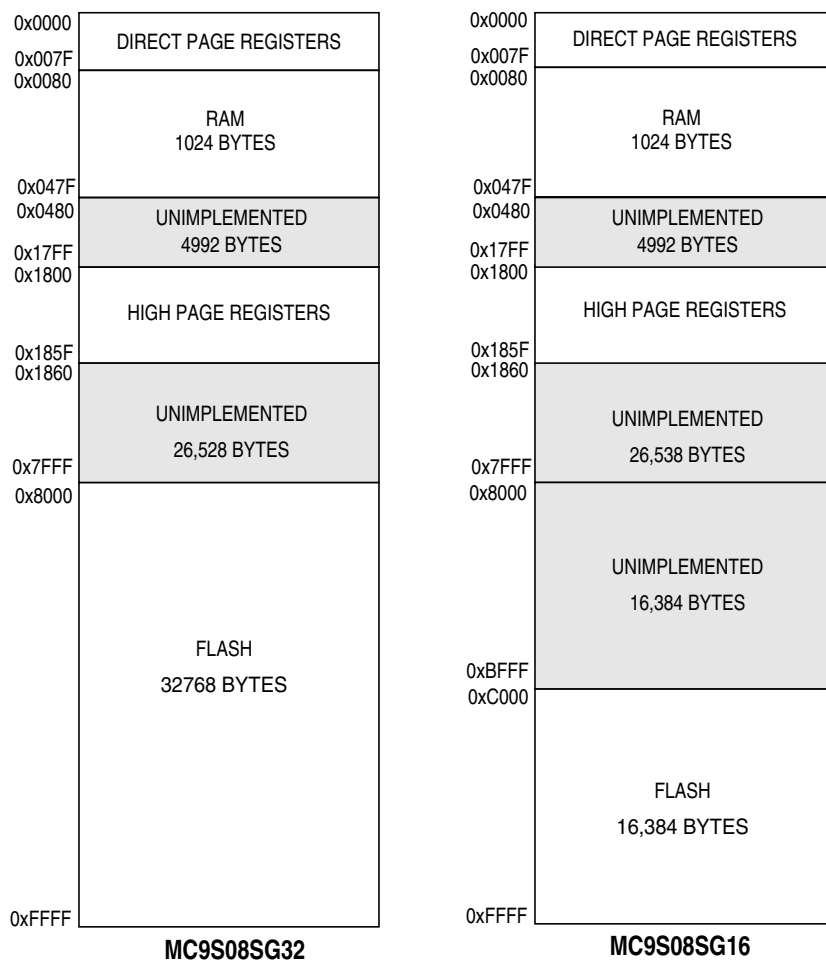 0x0000
DIRECT PAGE REGISTERS
0x007F
0x0080
RAM
1024 BYTES
0x047F
0x0480
UNIMPLEMENTED
4992 BYTES
0x17FF
0x1800
HIGH PAGE REGISTERS
0x185F
0x1860
UNIMPLEMENTED
26,528 BYTES
0x7FFF
0x8000
FLASH
32768 BYTES
0xFFFF
MC9S08SG32
0x0000
DIRECT PAGE REGISTERS
0x007F
0x0080
RAM
1024 BYTES
0x047F
0x0480
UNIMPLEMENTED
4992 BYTES
0x17FF
0x1800
HIGH PAGE REGISTERS
0x185F
0x1860
UNIMPLEMENTED
26,538 BYTES
0x7FFF
0x8000
UNIMPLEMENTED
16,384 BYTES
0xBFFF
0xC000
FLASH
16,384 BYTES
0xFFFF
MC9S08SG16